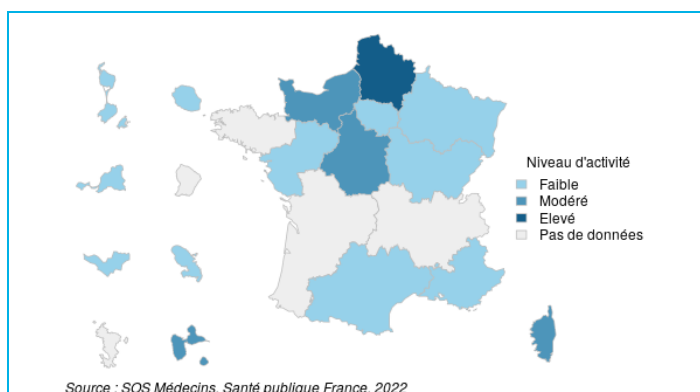 Niveau d'activité
Faible
Modéré
Elevé
Pas de données
Source : SOS Médecins, Santé publique France, 2022